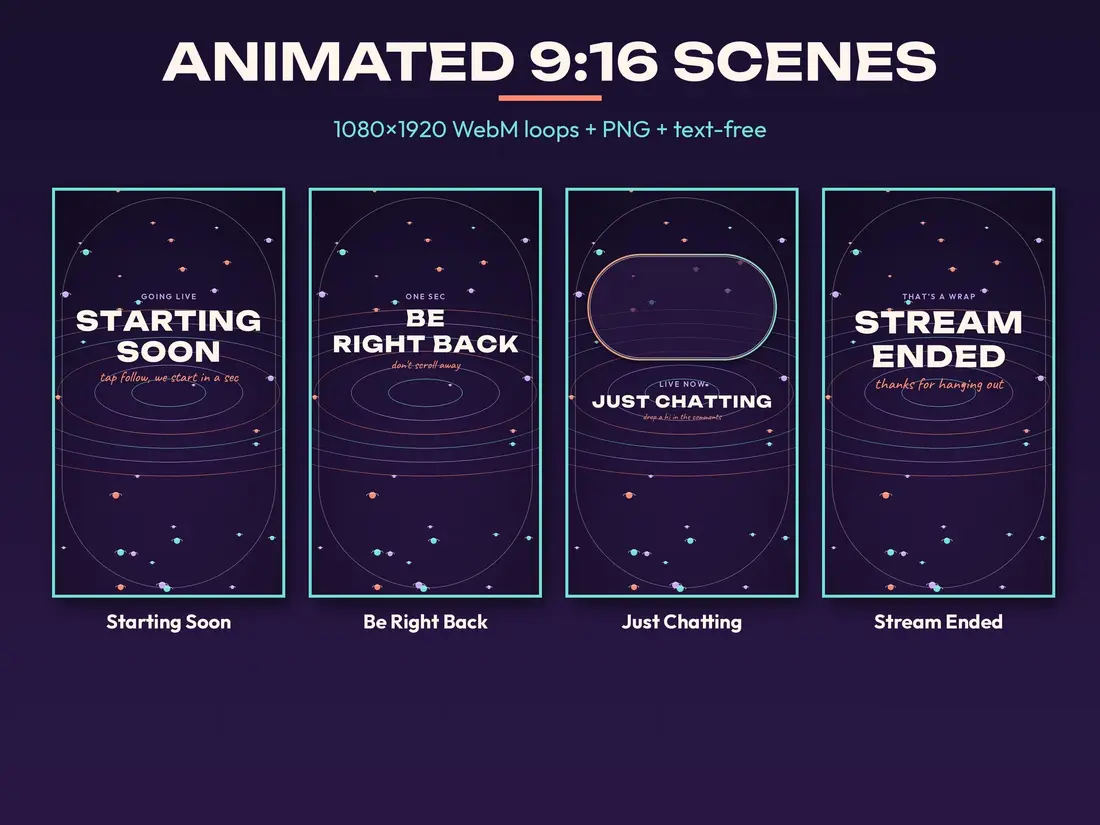 ANIMATED 9:16 SCENES
1080×1920 WebM loops + PNG + text-free
GOING LIVE
STARTING
SOON
tap follow, we start in a sec
Starting Soon
ONE SEC
BE
RIGHT BACK
don't scroll away
Be Right Back
LIVE NOW
JUST CHATTING
drop a hi in the comments
Just Chatting
THAT'S A WRAP
STREAM
ENDED
thanks for hanging out
Stream Ended